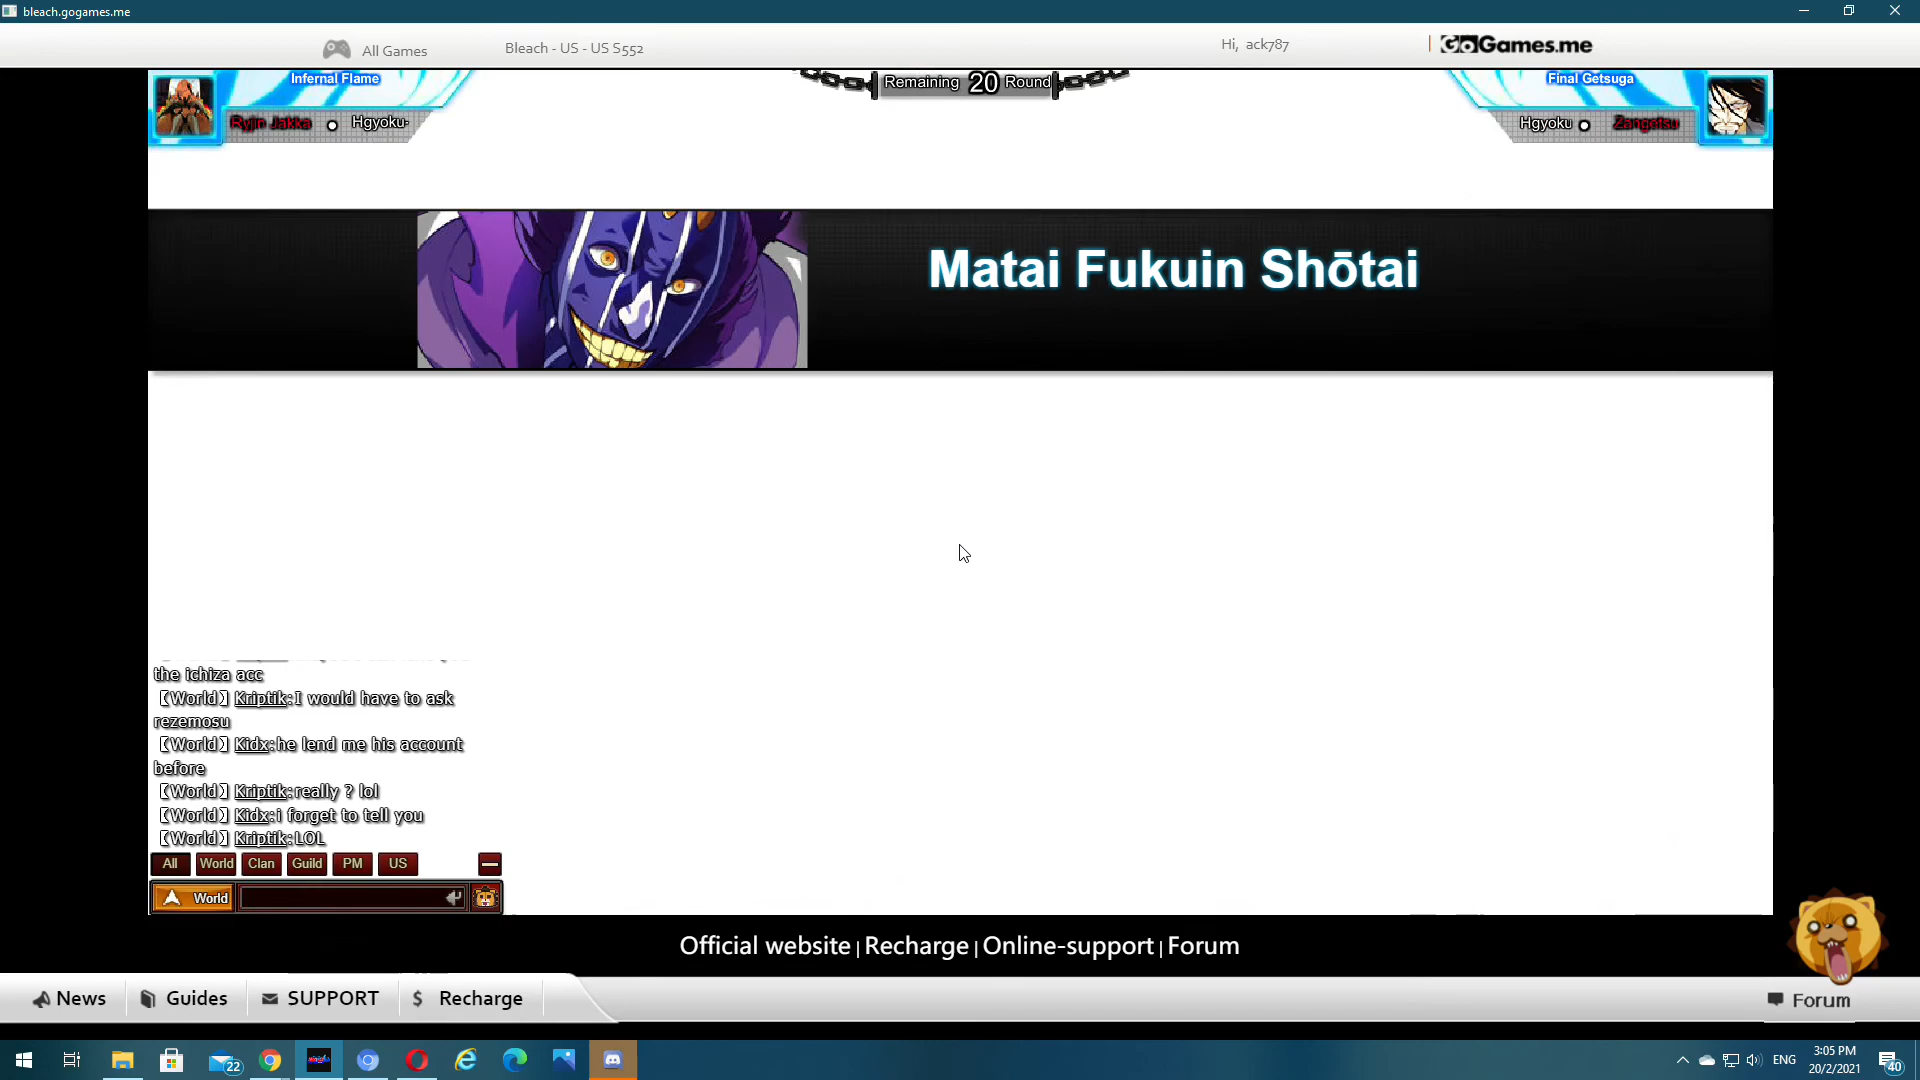 bleach.gogames.me
All Games
Bleach - US - US S552
Hi, ack787
GoGames.me
Infernal Flame
Remaining 20 Round
Final Getsuga
Ryjin Jakka
Hgyoku
Hgyoku
Zangetsu
Matai Fukuin Shōtai
the ichiza acc
【World】Kriptik:I would have to ask
rezemosu
【World】Kidx:he lend me his account
before
【World】Kriptik:really ? lol
【World】Kidx:i forget to tell you
【World】Kriptik:LOL
All World Clan Guild PM US
World
Official website | Recharge | Online-support | Forum
News
Guides
SUPPORT
$ Recharge
Forum
22
ENG
3:05 PM
20/2/2021
40